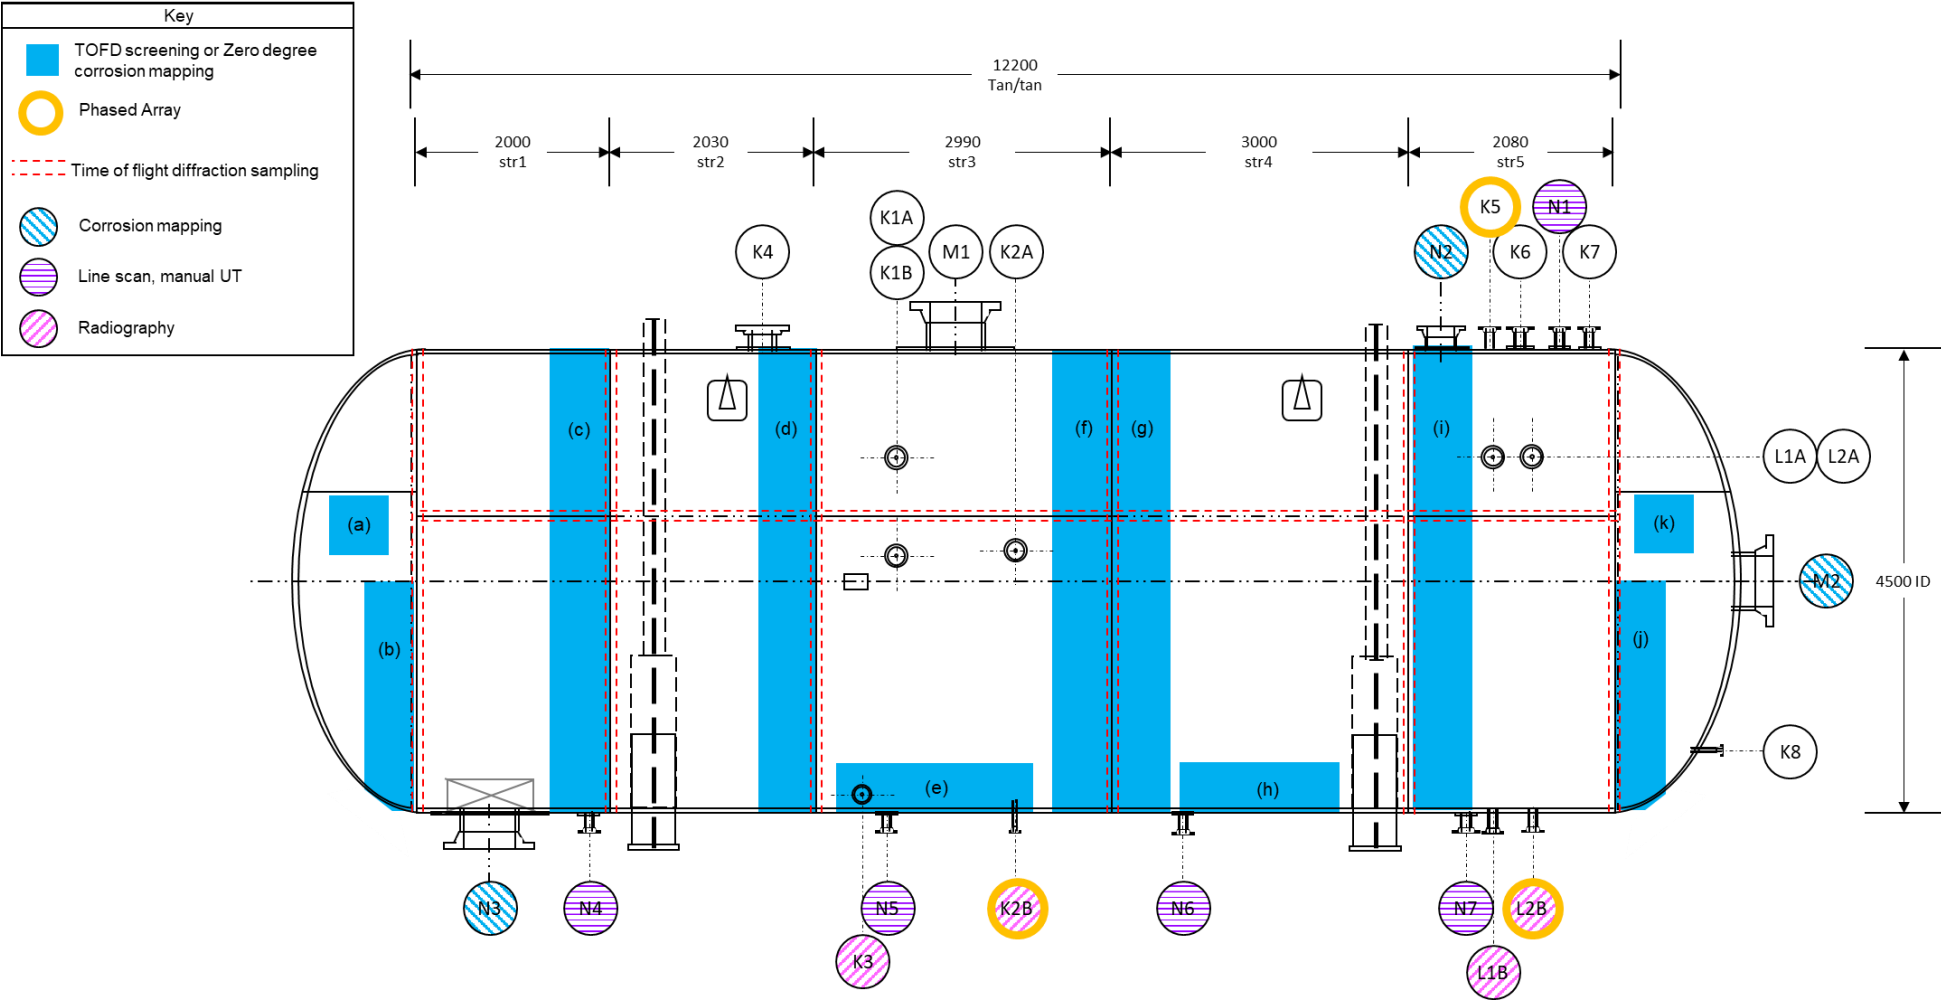 Key
TOFD screening or Zero degree
corrosion mapping
Phased Array
Time of flight diffraction sampling
Corrosion mapping
Line scan, manual UT
Radiography
12200
Tan/tan
2000
str1
2030
str2
2990
str3
3000
str4
2080
str5
K4
K1A
K1B
M1
K2A
N2
K5
K6
N1
K7
(c)
(d)
(f)
(g)
(i)
L1A
L2A
(a)
(k)
4500 ID
M2
(b)
(j)
K8
(e)
(h)
N3
N4
N5
K3
K2B
N6
N7
L1B
L2B